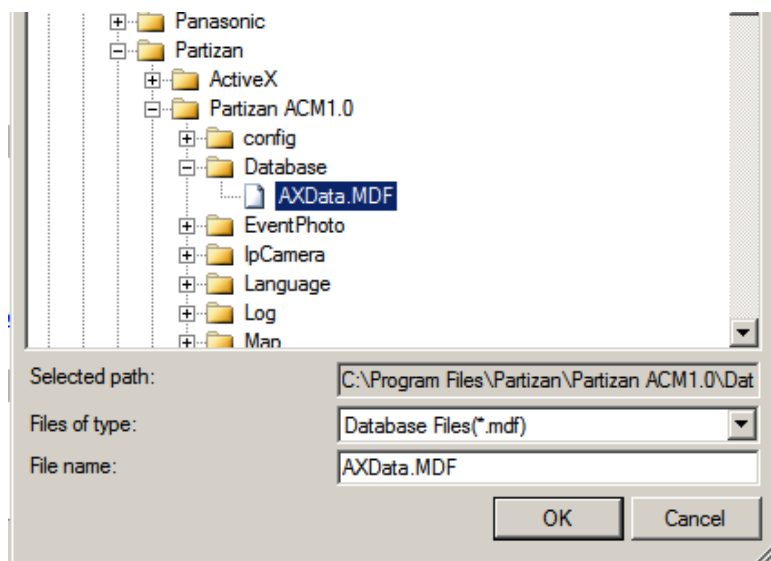 Panasonic
Partizan
ActiveX
Partizan ACM1.0
config
Database
AXData.MDF
EventPhoto
IpCamera
Language
Log
Map
Selected path:
C:\Program Files\Partizan\Partizan ACM1.0\Dat
Files of type:
Database Files(*.mdf)
File name:
AXData.MDF
OK
Cancel